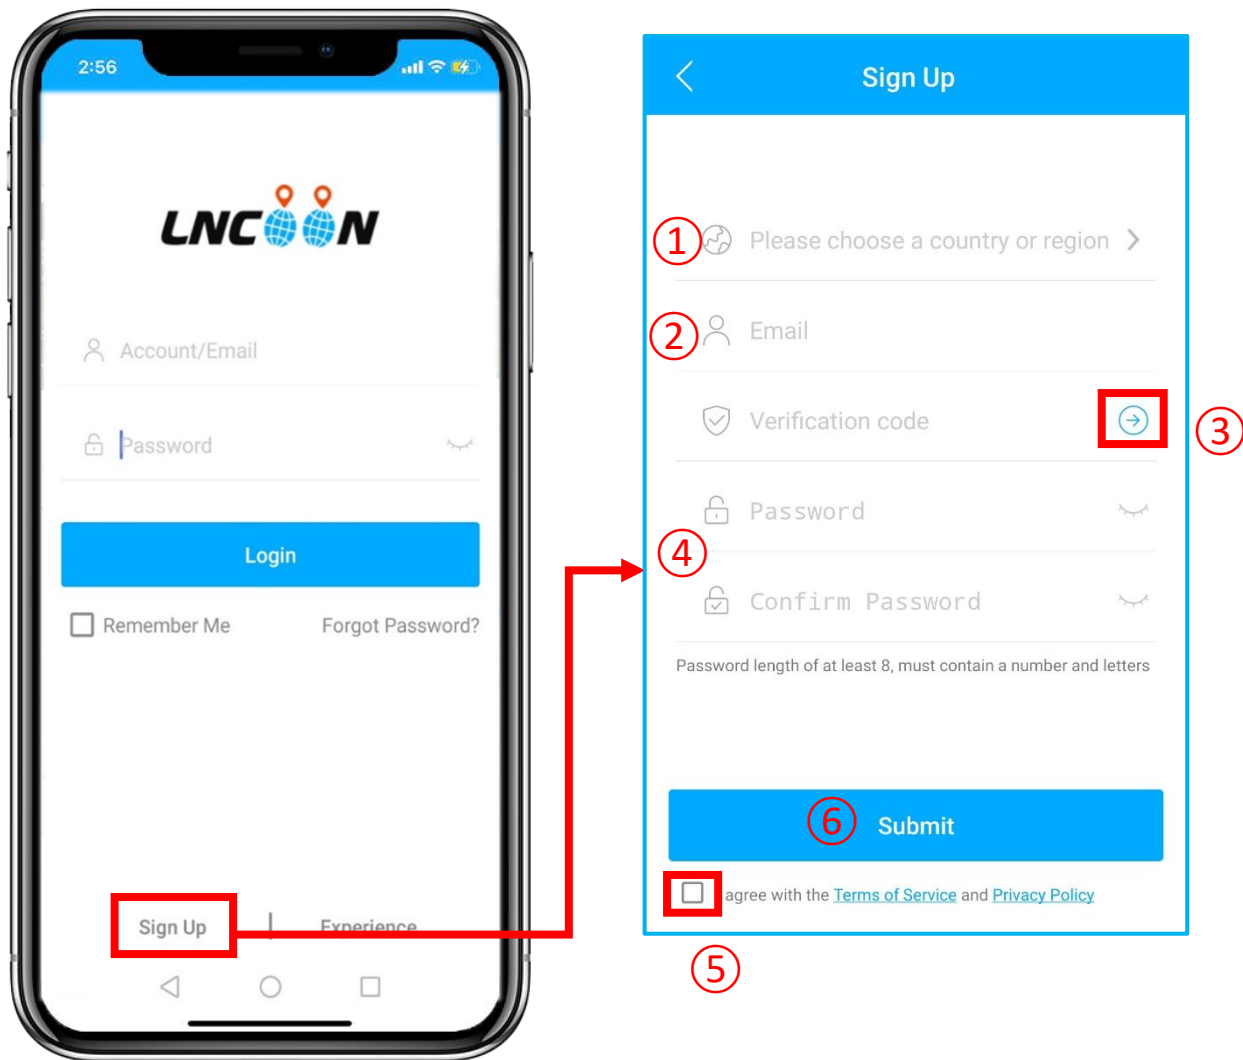 2:56
LNCOON
Account/Email
Password
Login
Remember Me
Forgot Password?
Sign Up
Experience
Sign Up
① Please choose a country or region
② Email
Verification code
③
Password
④
Confirm Password
Password length of at least 8, must contain a number and letters
⑥ Submit
agree with the Terms of Service and Privacy Policy
⑤